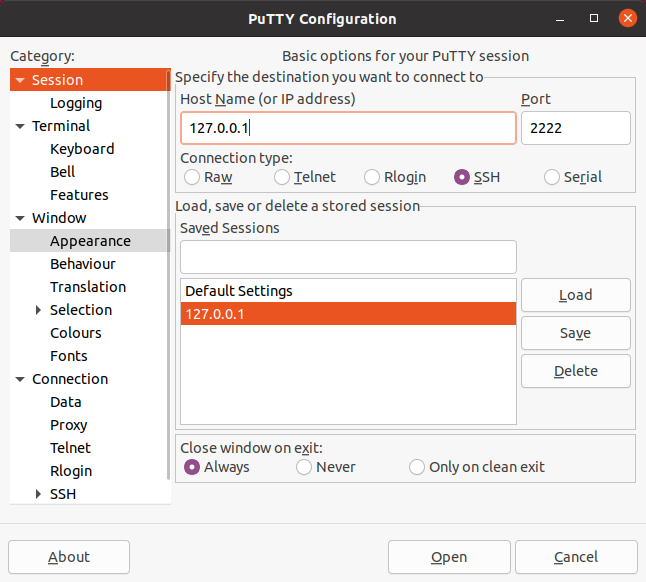 PuTTY Configuration
Category:
Session
Logging
Terminal
Keyboard
Bell
Features
Window
Appearance
Behaviour
Translation
Selection
Colours
Fonts
Connection
Data
Proxy
Telnet
Rlogin
SSH
Basic options for your PuTTY session
Specify the destination you want to connect to
Host Name (or IP address) Port
127.0.0.1 2222
Connection type:
Raw Telnet Rlogin SSH Serial
Load, save or delete a stored session
Saved Sessions
Default Settings
127.0.0.1
Load
Save
Delete
Close window on exit:
Always Never Only on clean exit
About Open Cancel